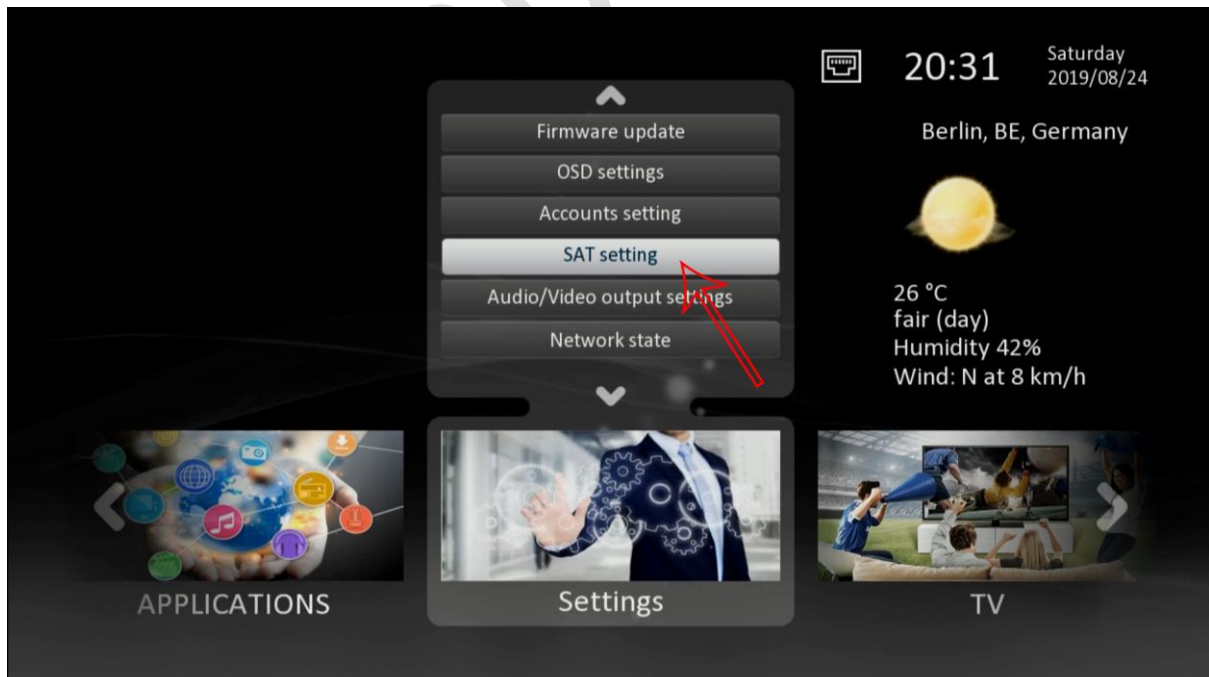 20:31
Saturday
2019/08/24
Firmware update
OSD settings
Accounts setting
SAT setting
Audio/Video output settings
Network state
Berlin, BE, Germany
26 °C
fair (day)
Humidity 42%
Wind: N at 8 km/h
APPLICATIONS
Settings
TV